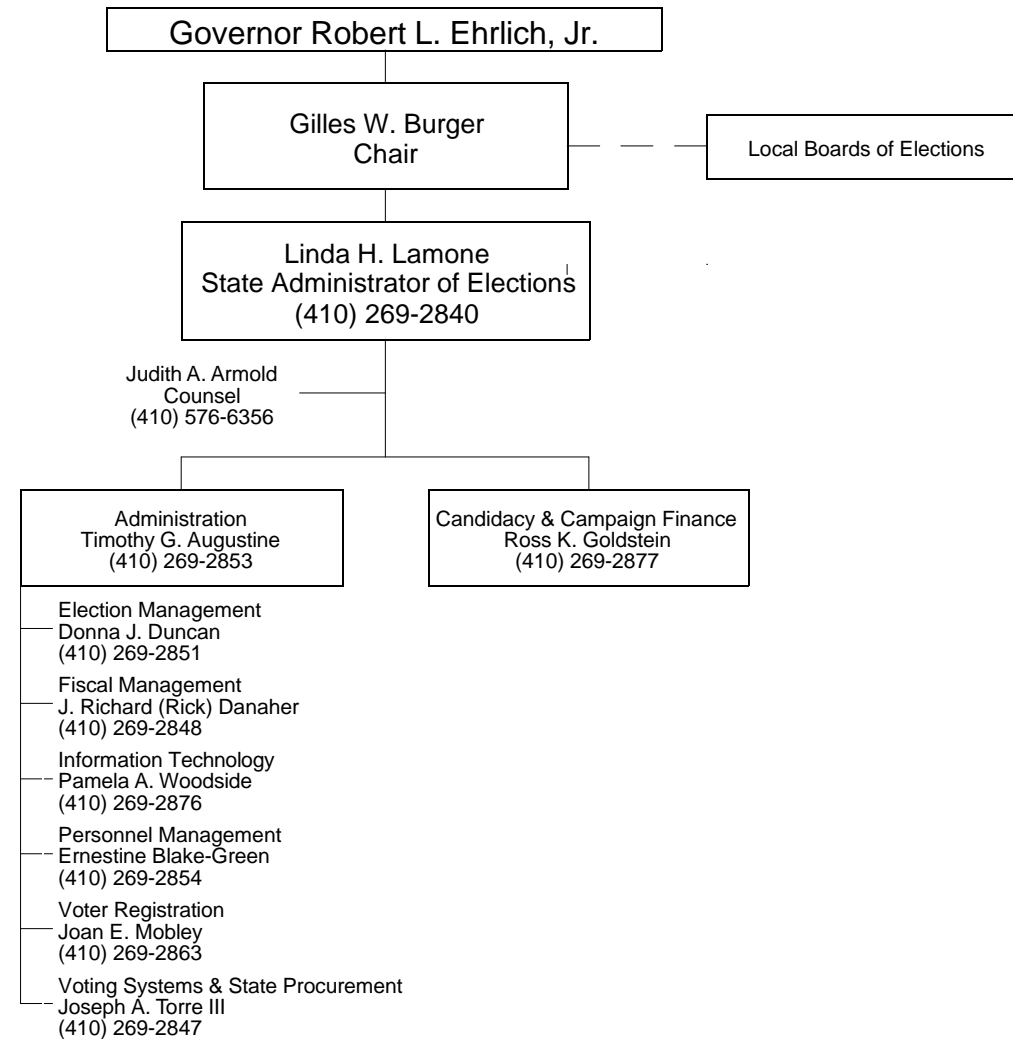 Governor Robert L. Ehrlich, Jr.
Gilles W. Burger
Chair
Local Boards of Elections
Linda H. Lamone
State Administrator of Elections
(410) 269-2840
Judith A. Armold
Counsel
(410) 576-6356
Administration
Timothy G. Augustine
(410) 269-2853
Candidacy & Campaign Finance
Ross K. Goldstein
(410) 269-2877
Election Management
Donna J. Duncan
(410) 269-2851
Fiscal Management
J. Richard (Rick) Danaher
(410) 269-2848
Information Technology
Pamela A. Woodside
(410) 269-2876
Personnel Management
Ernestine Blake-Green
(410) 269-2854
Voter Registration
Joan E. Mobley
(410) 269-2863
Voting Systems & State Procurement
Joseph A. Torre III
(410) 269-2847